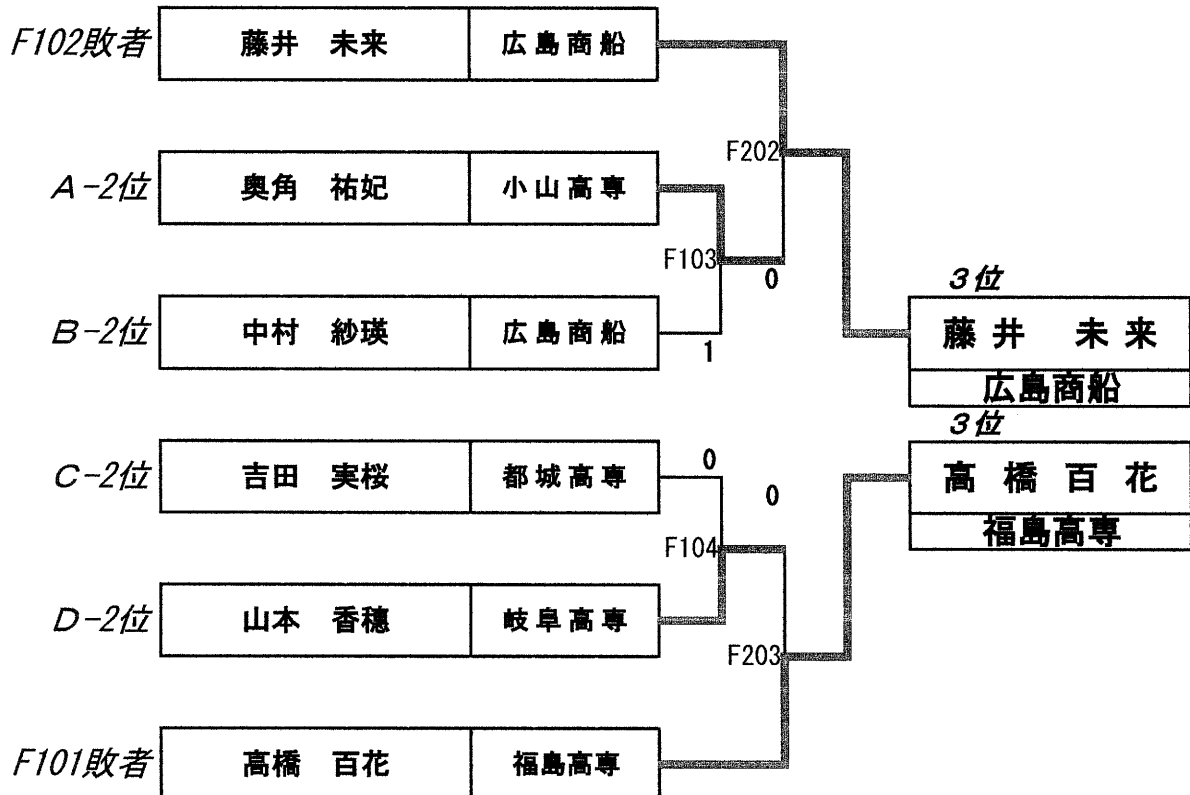 F102敗者 藤井 未来 広島商船
F202
A-2位 奥角 祐妃 小山高専
F103
0
3位
B-2位 中村 紗瑛 広島商船
藤井 未来
1
広島商船
3位
C-2位 吉田 実桜 都城高専
0
0
高橋百花
福島高専
F104
D-2位 山本 香穂 岐阜高専
F203
F101敗者 高橋 百花 福島高専